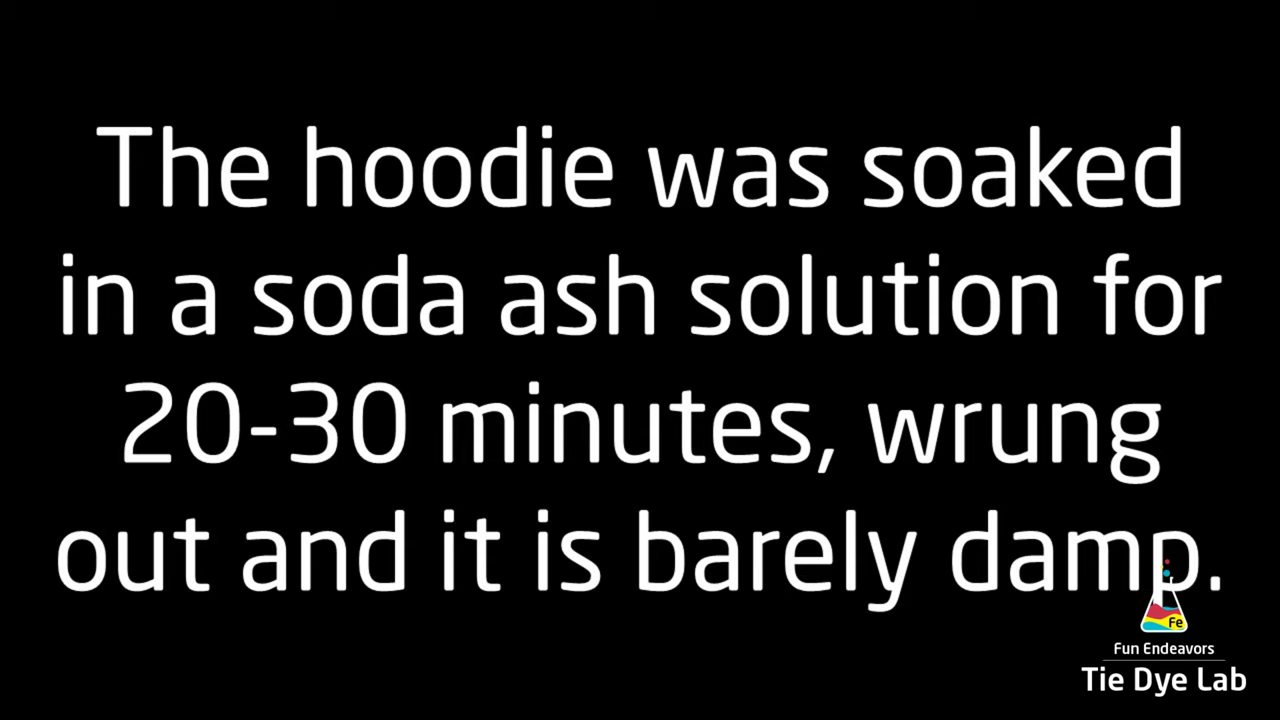 The hoodie was soaked
in a soda ash solution for
20-30 minutes, wrung
out and it is barely damp.
Fe
Fun Endeavors
Tie Dye Lab